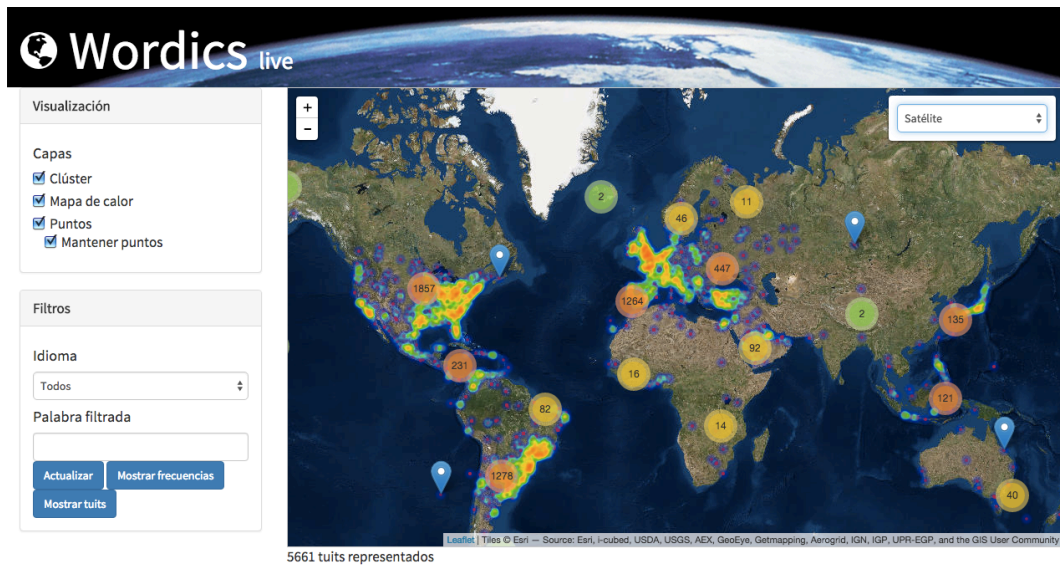 Wordics live
Visualización
Capas
Clúster
Mapa de calor
Puntos
Mantener puntos
Filtros
Idioma
Todos
Palabra filtrada
Actualizar
Mostrar frecuencias
Mostrar tuits
+
-
Satélite
2
11
46
447
1857
1264
2
135
231
92
16
121
82
14
1278
40
Leaflet | Tiles © Esri — Source: Esri, i-cubed, USDA, USGS, AEX, GeoEye, Getmapping, Aerogrid, IGN, IGP, UPR-EGP, and the GIS User Community
5661 tuits representados